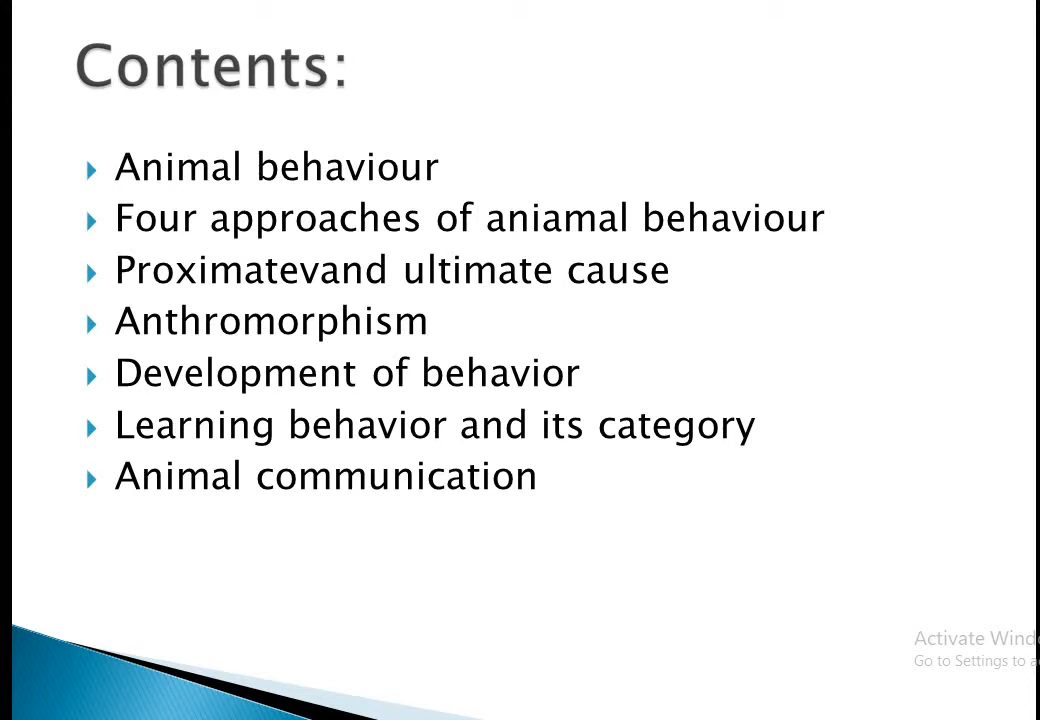 Contents:
Animal behaviour
Four approaches of aniamal behaviour
Proximatevand ultimate cause
Anthromorphism
Development of behavior
Learning behavior and its category
Animal communication
Activate Wind
Go to Settings to a